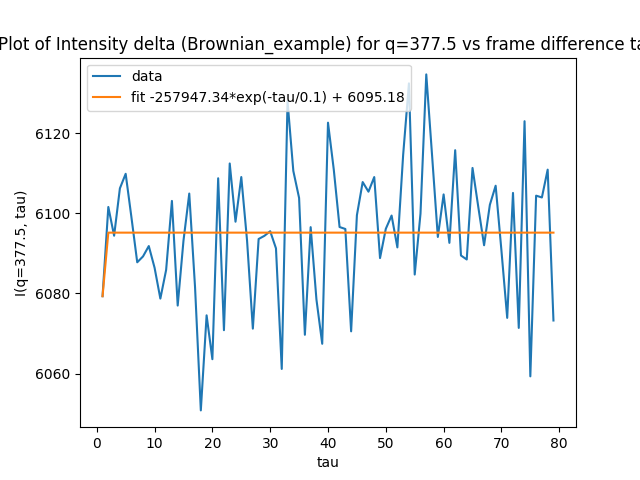 Plot of Intensity delta (Brownian_example) for q=377.5 vs frame difference ta
data
fit -257947.34*exp(-tau/0.1) + 6095.18
I(q=377.5, tau)
6120
6100
6080
6060
0 10 20 30 40 50 60 70 80
tau